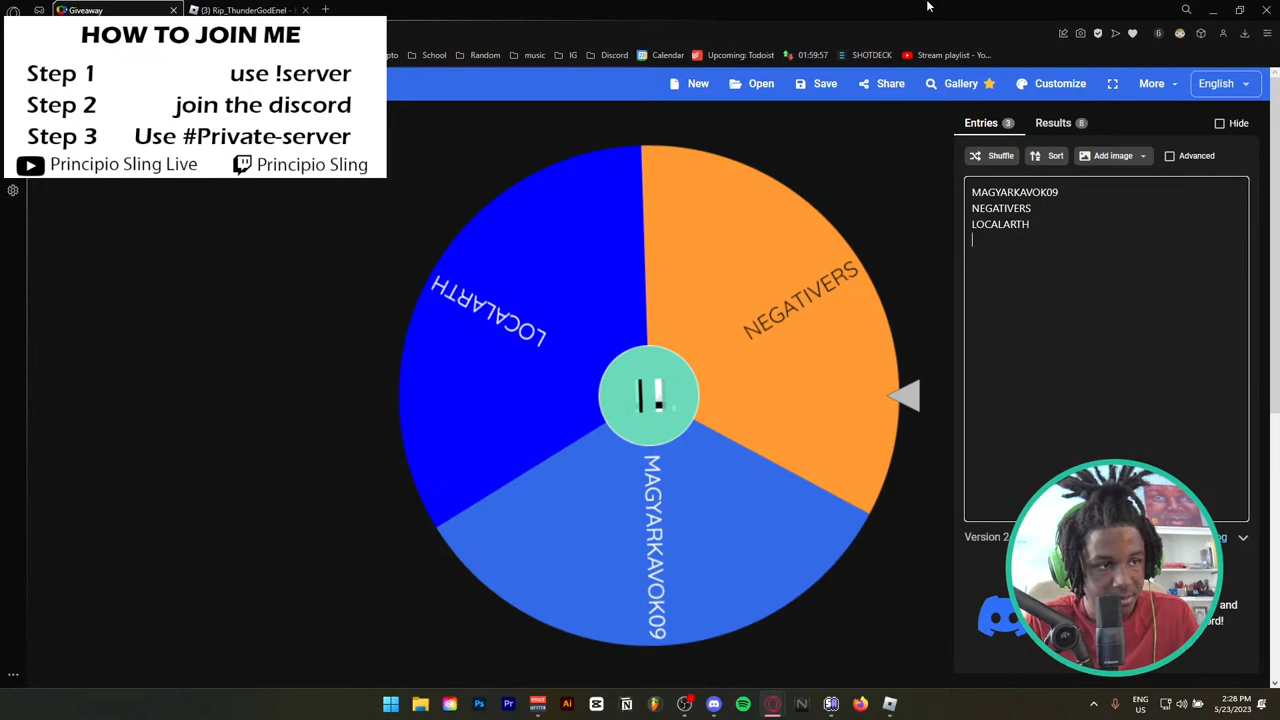 Giveaway
(3) Rip_ThunderGodEnel -
HOW TO JOIN ME
Step 1 use !server
Step 2 join the discord
Step 3 Use #Private-server
Principio Sling Live Principio Sling
School Random music IG Discord Calendar Upcoming: Todoist 01:59:57 SHOTDECK Stream playlist - Yo...
New Open Save Share Gallery Customize More English
Entries 3 Results 8 Hide
Shuffle Sort Add image Advanced
MAGYARKAVOK09
NEGATIVERS
LOCALARTH
LOCALARTH
NEGATIVERS
MAGYARKAVOK09
Version 2
and
ENG
US
2:28 PM
5/23/2023